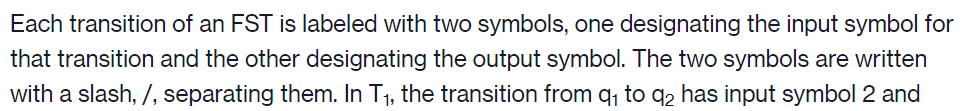 Each transition of an FST is labeled with two symbols, one designating the input symbol for
that transition and the other designating the output symbol. The two symbols are written
with a slash, /, separating them. In T₁, the transition from q₁ to q₂ has input symbol 2 and